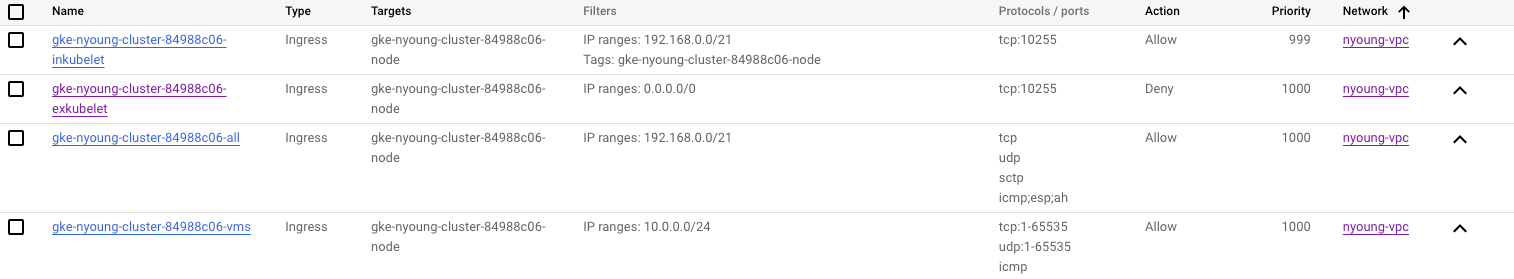 Name Type Targets Filters Protocols / ports Action Priority Network
gke-nyoung-cluster-84988c06- Ingress gke-nyoung-cluster-84988c06- IP ranges: 192.168.0.0/21 tcp:10255 Allow 999 nyoung-vpc
inkubelet node Tags: gke-nyoung-cluster-84988c06-node
gke-nyoung-cluster-84988c06- Ingress gke-nyoung-cluster-84988c06- IP ranges: 0.0.0.0/0 tcp:10255 Deny 1000 nyoung-vpc
exkubelet node
gke-nyoung-cluster-84988c06-all Ingress gke-nyoung-cluster-84988c06- IP ranges: 192.168.0.0/21 tcp Allow 1000 nyoung-vpc
node udp
sctp
icmp;esp;ah
gke-nyoung-cluster-84988c06-vms Ingress gke-nyoung-cluster-84988c06- IP ranges: 10.0.0.0/24 tcp:1-65535 Allow 1000 nyoung-vpc
node udp:1-65535
icmp